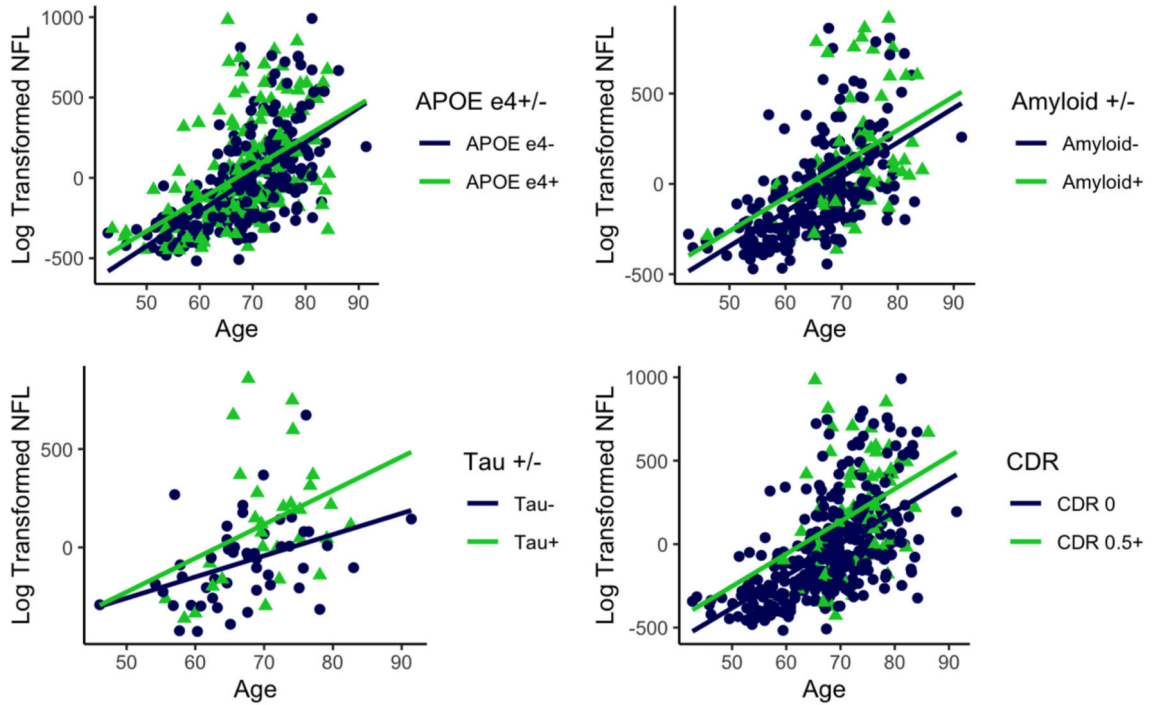 Log Transformed NFL
1000
500
0
-500
50 60 70 80 90
Age
APOE e4+/-
APOE e4-
APOE e4+
Log Transformed NFL
500
0
-500
50 60 70 80 90
Age
Amyloid +/-
Amyloid-
Amyloid+
Log Transformed NFL
500
0
50 60 70 80 90
Age
Tau +/-
Tau-
Tau+
Log Transformed NFL
1000
500
0
-500
50 60 70 80 90
Age
CDR
CDR 0
CDR 0.5+